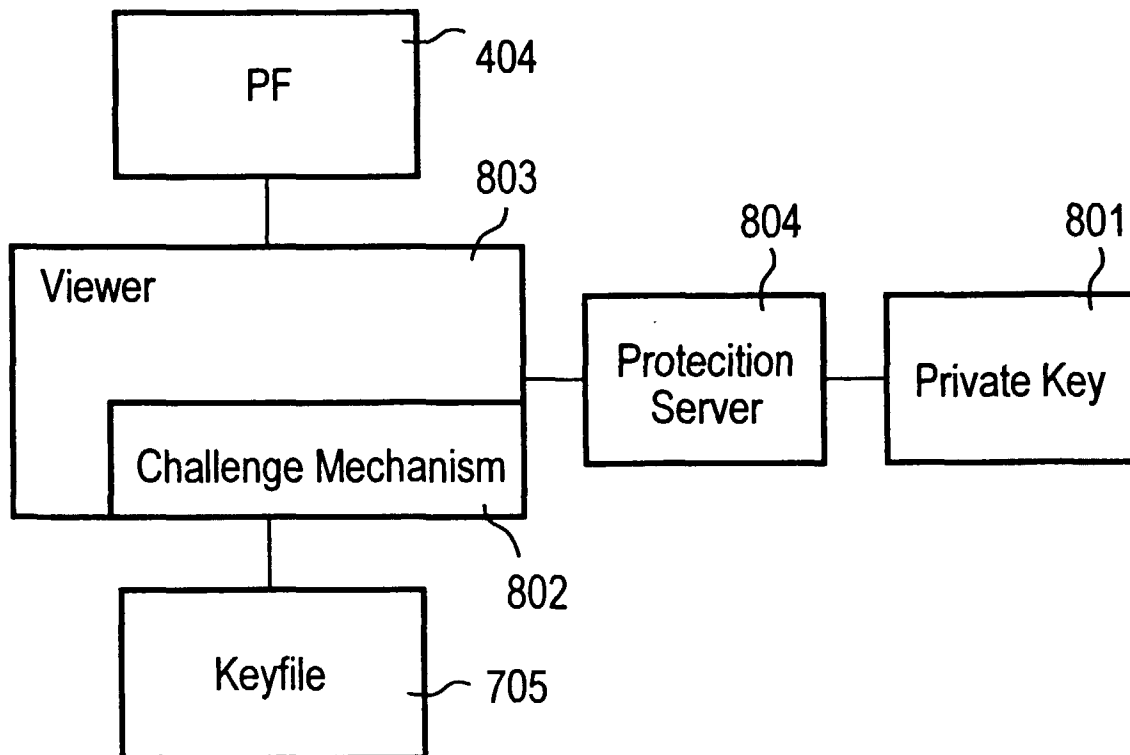 PF
404
803
Viewer
804
801
Protecition
Server
Private Key
Challenge Mechanism
802
Keyfile
705